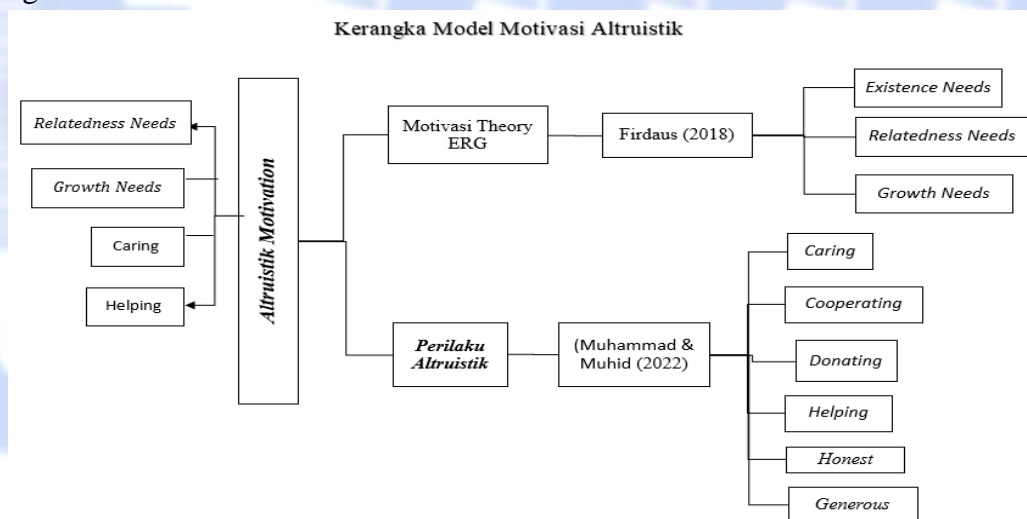 Kerangka Model Motivasi Altruistik
Relatedness Needs
Growth Needs
Caring
Helping
Altruistik Motivation
Motivasi Theory
ERG
Firdaus (2018)
Existence Needs
Relatedness Needs
Growth Needs
Perilaku
Altruistik
(Muhammad &
Muhid (2022)
Caring
Cooperating
Donating
Helping
Honest
Generous